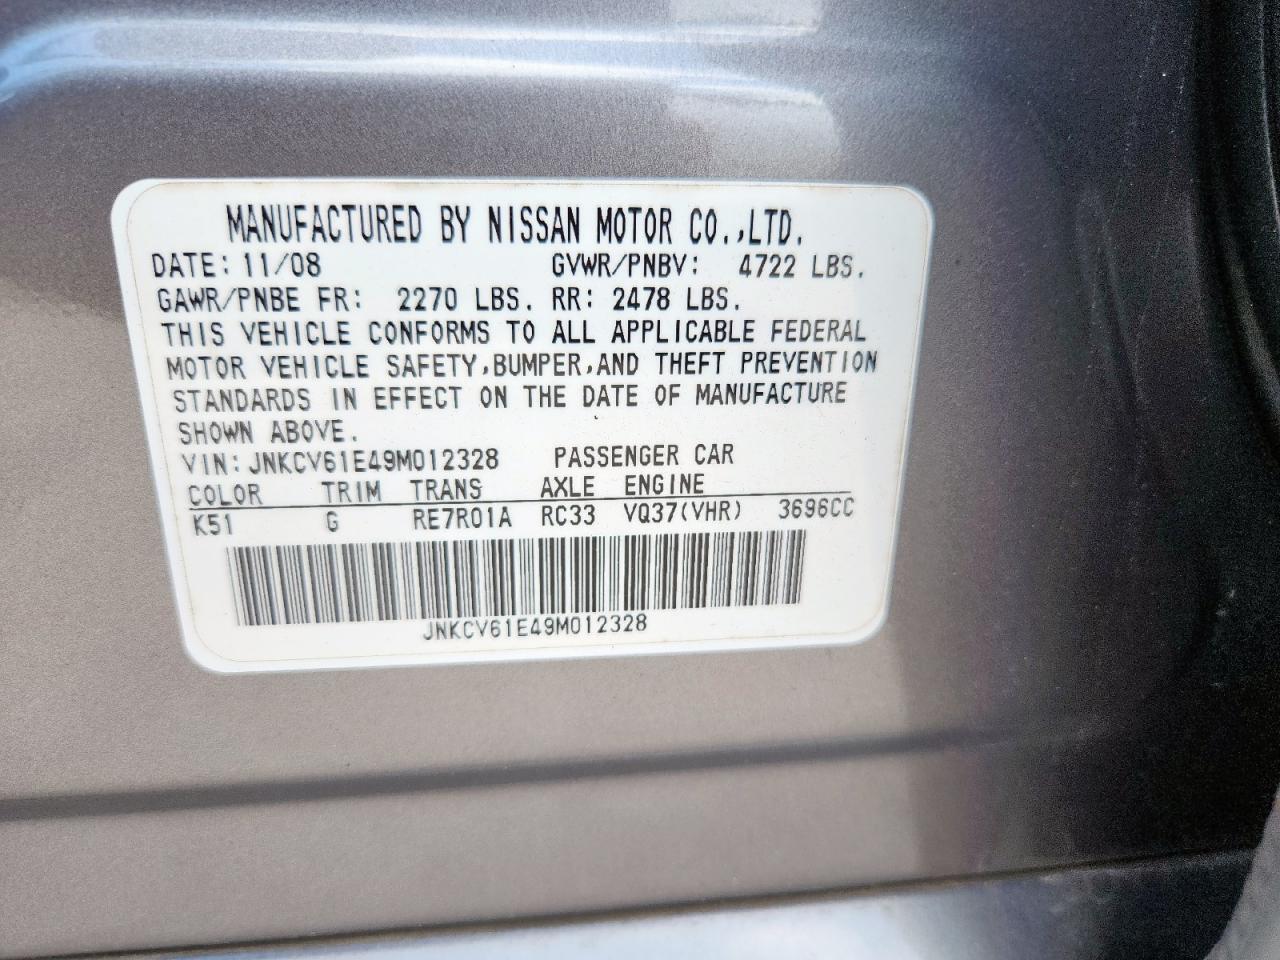 MANUFACTURED BY NISSAN MOTOR CO.,LTD.
DATE: 11/08 GVWR/PNBV: 4722 LBS.
GAWR/PNBE FR: 2270 LBS. RR: 2478 LBS.
THIS VEHICLE CONFORMS TO ALL APPLICABLE FEDERAL
MOTOR VEHICLE SAFETY,BUMPER,AND THEFT PREVENTION
STANDARDS IN EFFECT ON THE DATE OF MANUFACTURE
SHOWN ABOVE.
VIN: JNKCV61E49M012328 PASSENGER CAR
COLOR TRIM TRANS AXLE ENGINE
K51 G RE7R01A RC33 VQ37(VHR) 3696CC
JNKCV61E49M012328